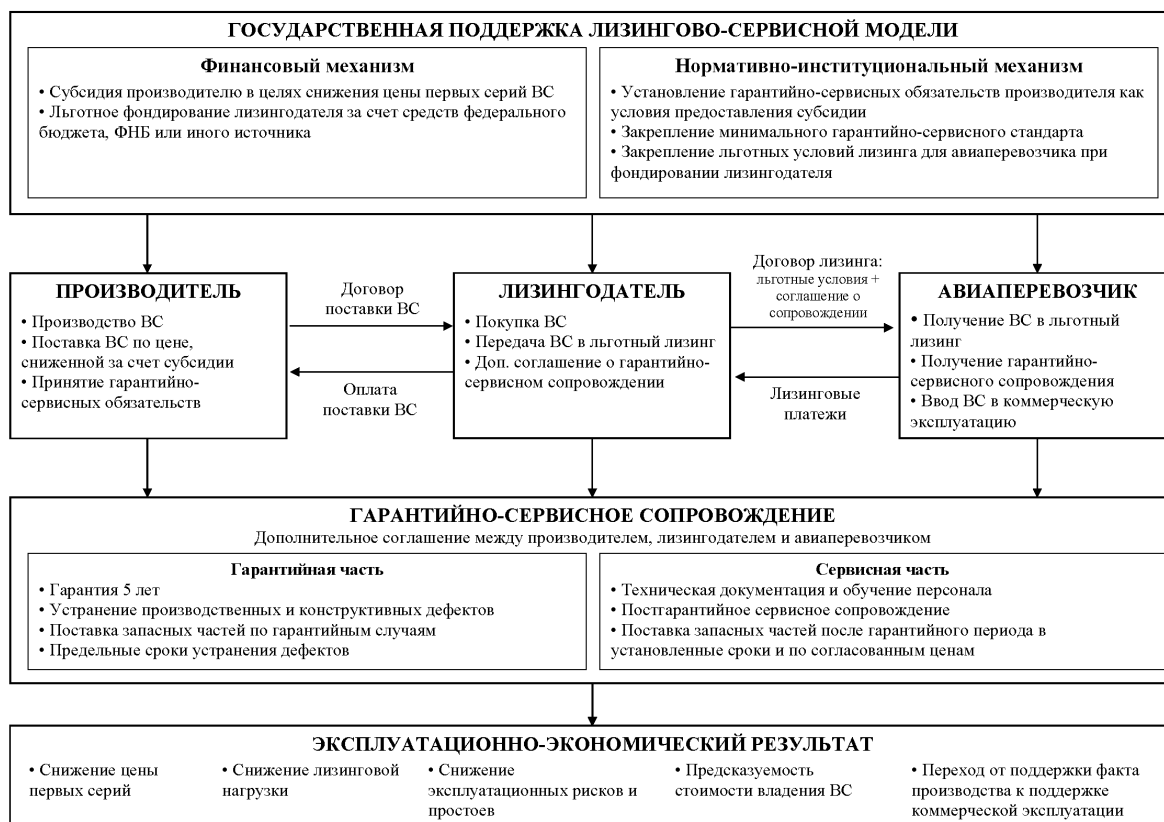 ГОСУДАРСТВЕННАЯ ПОДДЕРЖКА ЛИЗИНГОВО-СЕРВИСНОЙ МОДЕЛИ
Финансовый механизм
• Субсидия производителю в целях снижения цены первых серий ВС
• Льготное фондирование лизингодателя за счет средств федерального
бюджета, ФНБ или иного источника
Нормативно-институциональный механизм
• Установление гарантийно-сервисных обязательств производителя как
условия предоставления субсидии
• Закрепление минимального гарантийно-сервисного стандарта
• Закрепление льготных условий лизинга для авиаперевозчика при
фондировании лизингодателя
ПРОИЗВОДИТЕЛЬ
• Производство ВС
• Поставка ВС по цене,
сниженной за счет субсидии
• Принятие гарантийно-
сервисных обязательств
Договор
поставки ВС
Оплата
поставки ВС
ЛИЗИНГОДАТЕЛЬ
• Покупка ВС
• Передача ВС в льготный лизинг
• Доп. соглашение о гарантийно-
сервисном сопровождении
Договор лизинга:
льготные условия +
соглашение о
сопровождении
Лизинговые
платежи
АВИАПЕРЕВОЗЧИК
• Получение ВС в льготный
лизинг
• Получение гарантийно-
сервисного сопровождения
• Ввод ВС в коммерческую
эксплуатацию
ГАРАНТИЙНО-СЕРВИСНОЕ СОПРОВОЖДЕНИЕ
Дополнительное соглашение между производителем, лизингодателем и авиаперевозчиком
Гарантийная часть
• Гарантия 5 лет
• Устранение производственных и конструктивных дефектов
• Поставка запасных частей по гарантийным случаям
• Предельные сроки устранения дефектов
Сервисная часть
• Техническая документация и обучение персонала
• Постгарантийное сервисное сопровождение
• Поставка запасных частей после гарантийного периода в
установленные сроки и по согласованным ценам
ЭКСПЛУАТАЦИОННО-ЭКОНОМИЧЕСКИЙ РЕЗУЛЬТАТ
• Снижение цены
первых серий
• Снижение лизинговой
нагрузки
• Снижение
эксплуатационных рисков и
простоев
• Предсказуемость
стоимости владения ВС
• Переход от поддержки факта
производства к поддержке
коммерческой эксплуатации